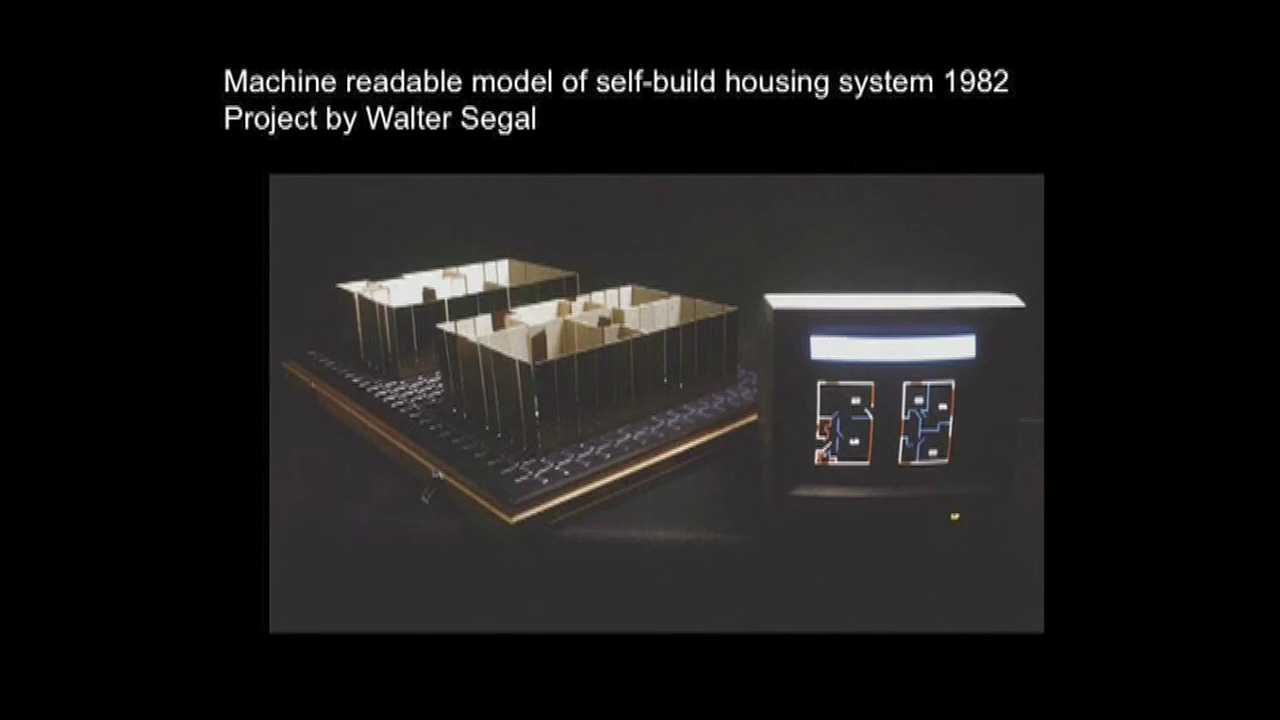 Machine readable model of self-build housing system 1982
Project by Walter Segal